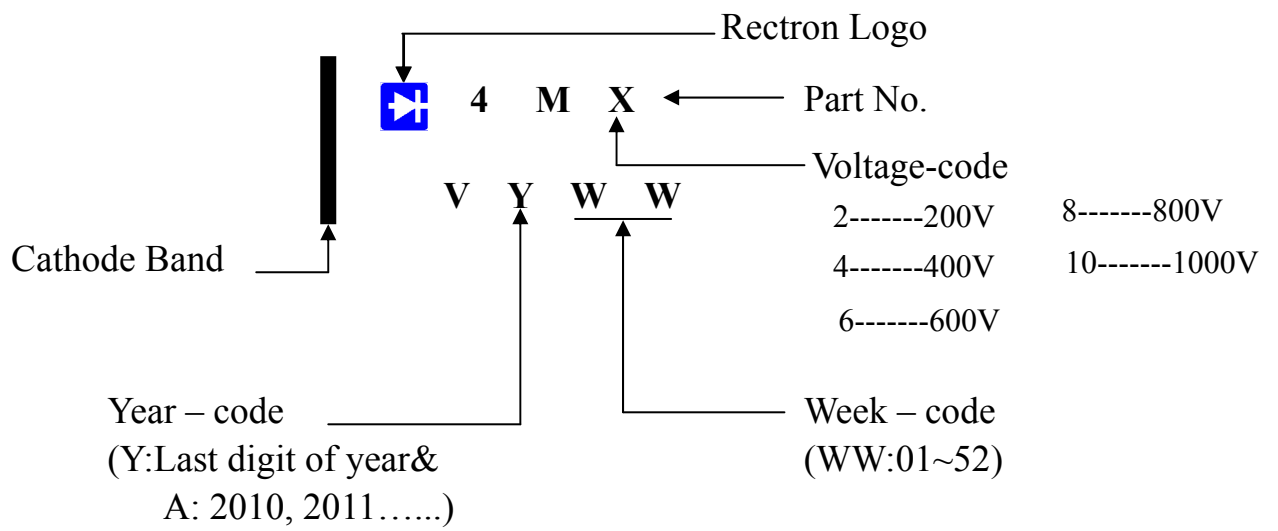 Rectron Logo
4 M X
Part No.
Voltage-code
V Y W W
2-------200V 8-------800V
Cathode Band
4-------400V 10-------1000V
6-------600V
Year – code
(Y:Last digit of year&
A: 2010, 2011…...)
Week – code
(WW:01~52)